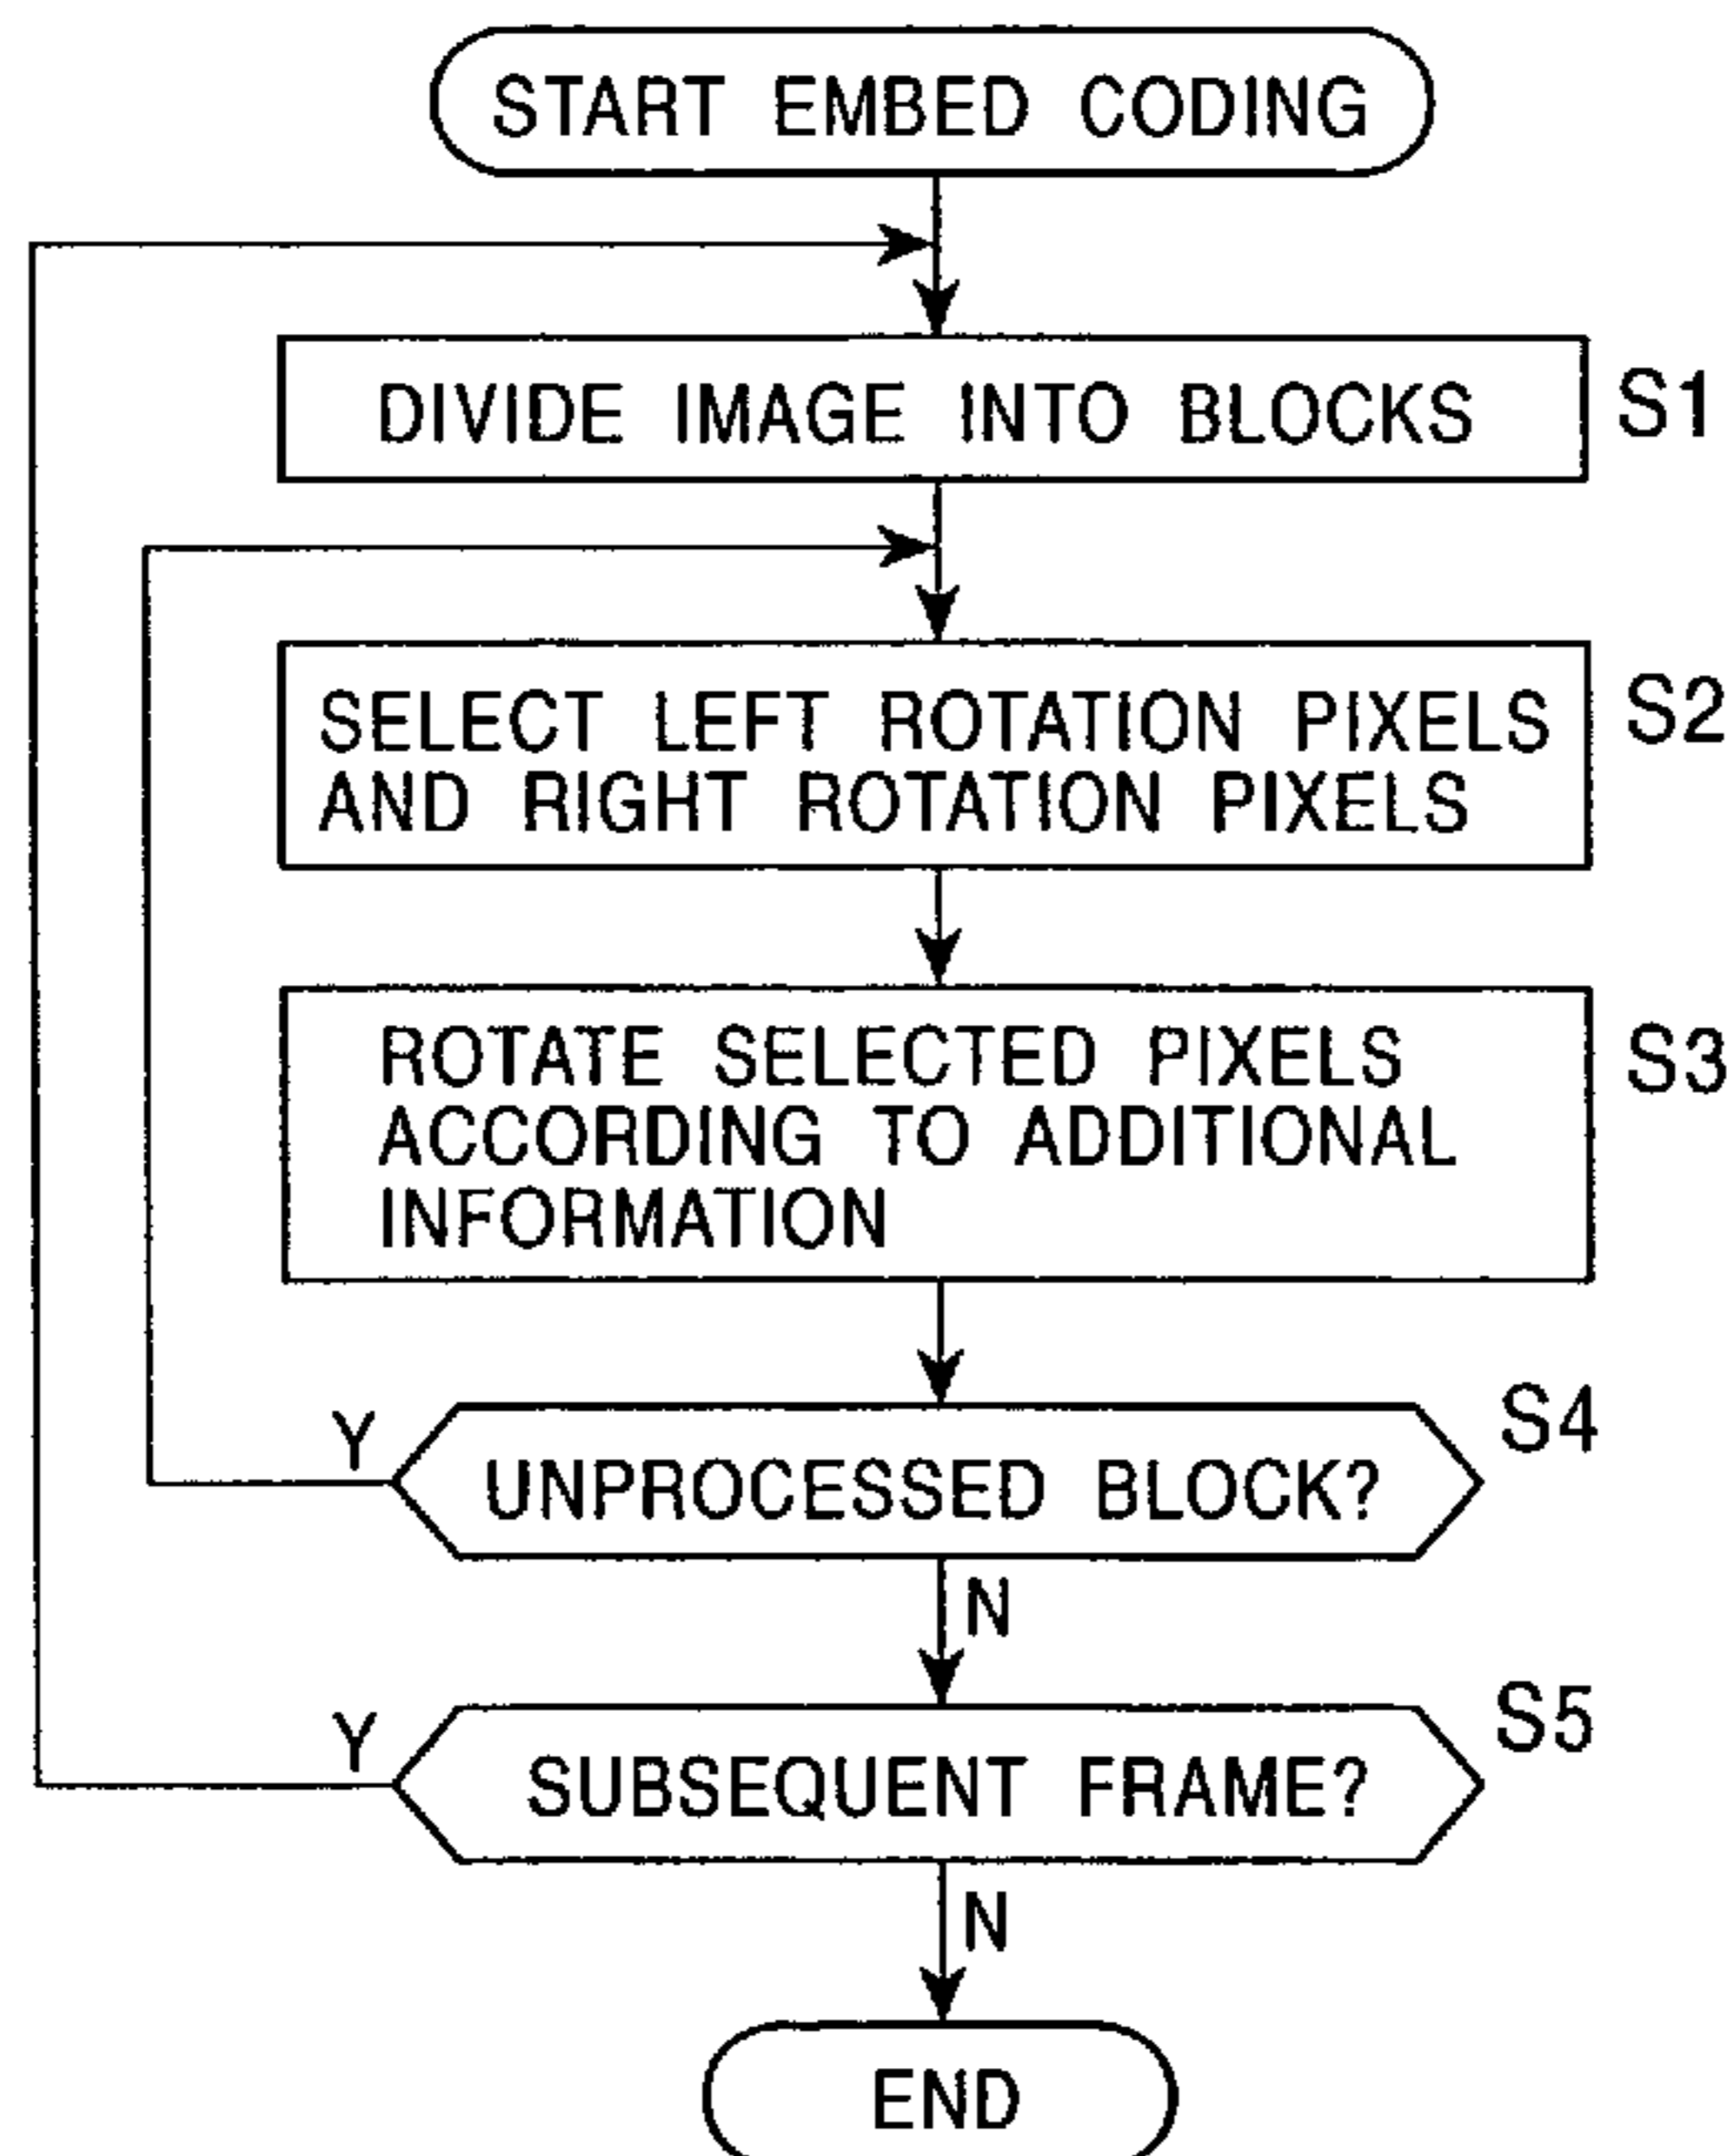 START EMBED CODING
DIVIDE IMAGE INTO BLOCKS
S1
SELECT LEFT ROTATION PIXELS
AND RIGHT ROTATION PIXELS
S2
ROTATE SELECTED PIXELS
ACCORDING TO ADDITIONAL
INFORMATION
S3
Y
UNPROCESSED BLOCK?
S4
N
Y
SUBSEQUENT FRAME?
S5
N
END